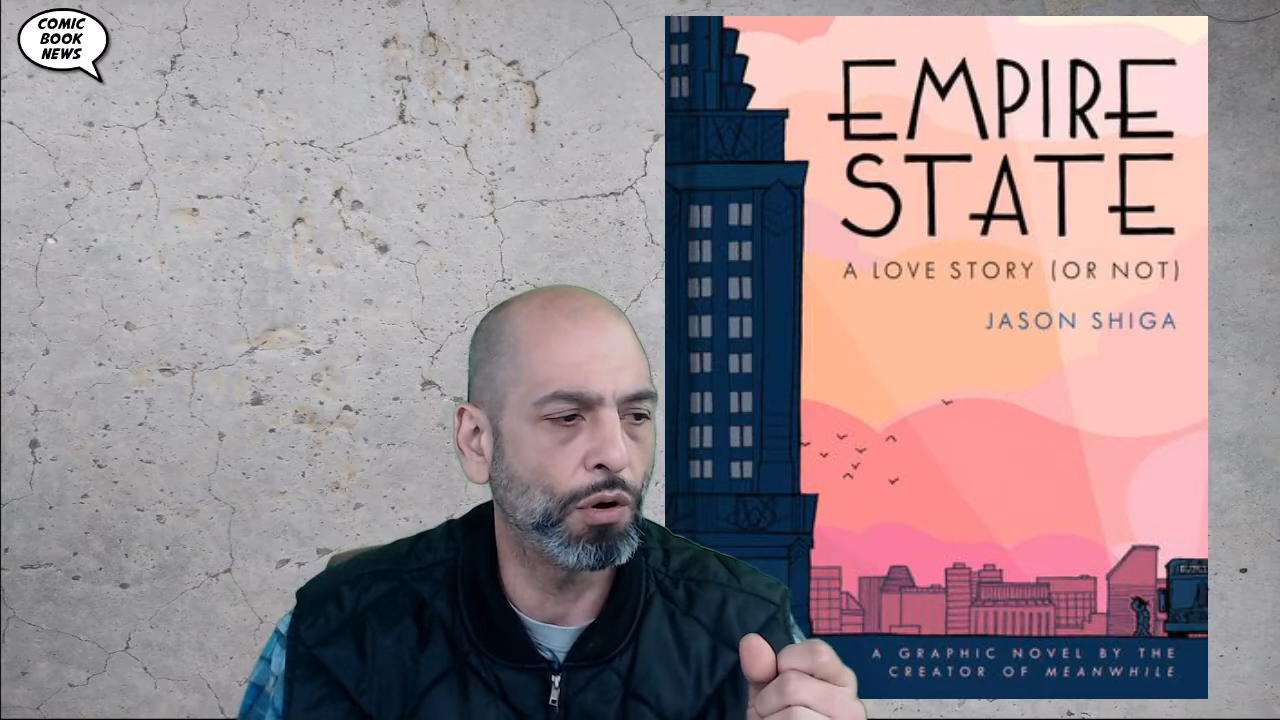 COMIC
BOOK
NEWS
EMPIRE
STATE
A LOVE STORY (OR NOT)
JASON SHIGA
A GRAPHIC NOVEL BY THE
CREATOR OF MEANWHILE